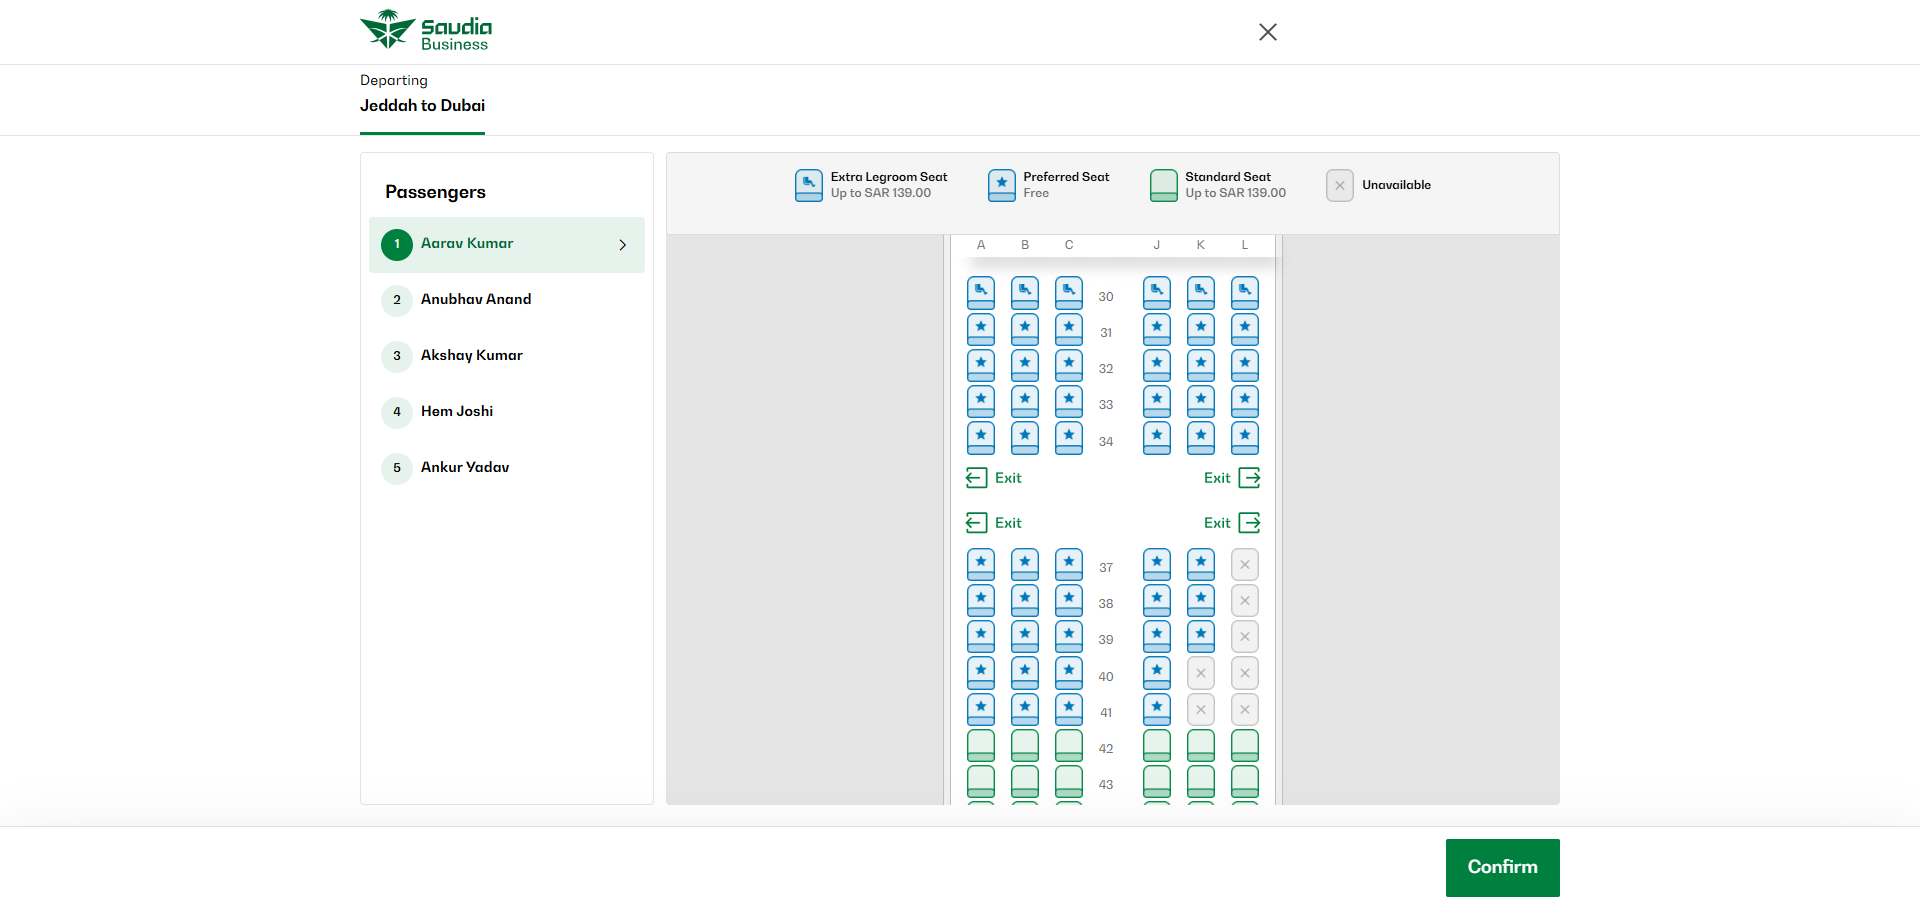 Saudia
Business
Departing
Jeddah to Dubai
Passengers
1 Aarav Kumar
2 Anubhav Anand
3 Akshay Kumar
4 Hem Joshi
5 Ankur Yadav
Extra Legroom Seat
Up to SAR 139.00
Preferred Seat
Free
Standard Seat
Up to SAR 139.00
Unavailable
A B C J K L
30
31
32
33
34
Exit Exit
Exit Exit
37
38
39
40
41
42
43
Confirm